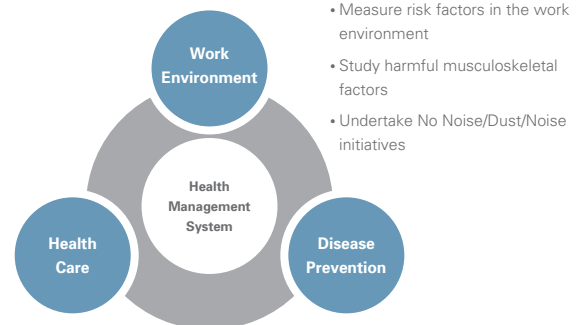 Work
Environment
• Measure risk factors in the work
environment
• Study harmful musculoskeletal
factors
• Undertake No Noise/Dust/Noise
initiatives
Health
Management
System
Health
Care
Disease
Prevention